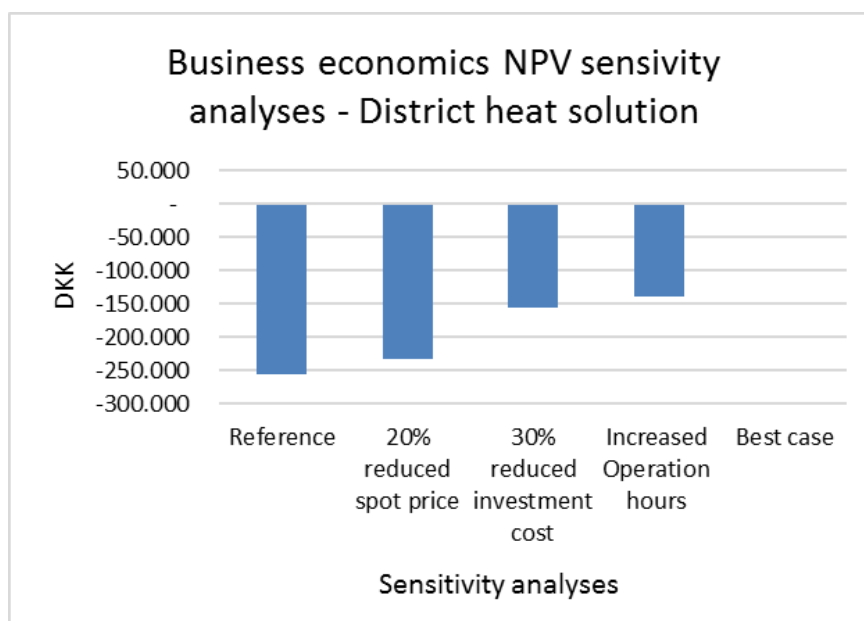 Business economics NPV sensivity
analyses - District heat solution
50.000
-
-50.000
-100.000
-150.000
-200.000
-250.000
-300.000
DKK
Reference
20%
reduced
spot price
30%
reduced
investment
cost
Increased
Operation
hours
Best case
Sensitivity analyses